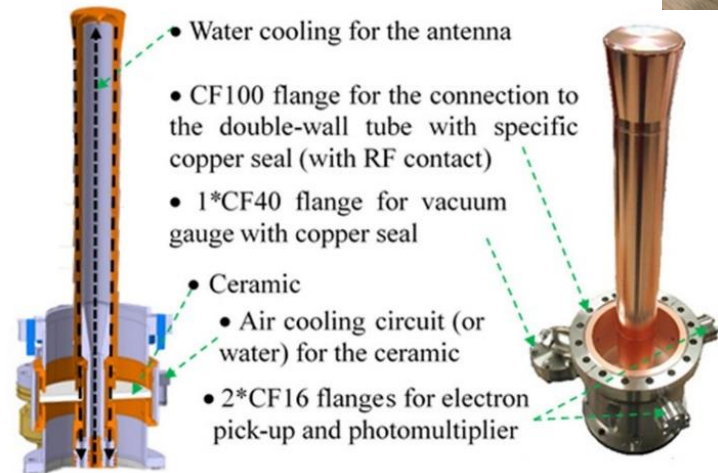 • Water cooling for the antenna
• CF100 flange for the connection to
the double-wall tube with specific
copper seal (with RF contact)
• 1*CF40 flange for vacuum
gauge with copper seal
• Ceramic
• Air cooling circuit (or
water) for the ceramic
• 2*CF16 flanges for electron
pick-up and photomultiplier